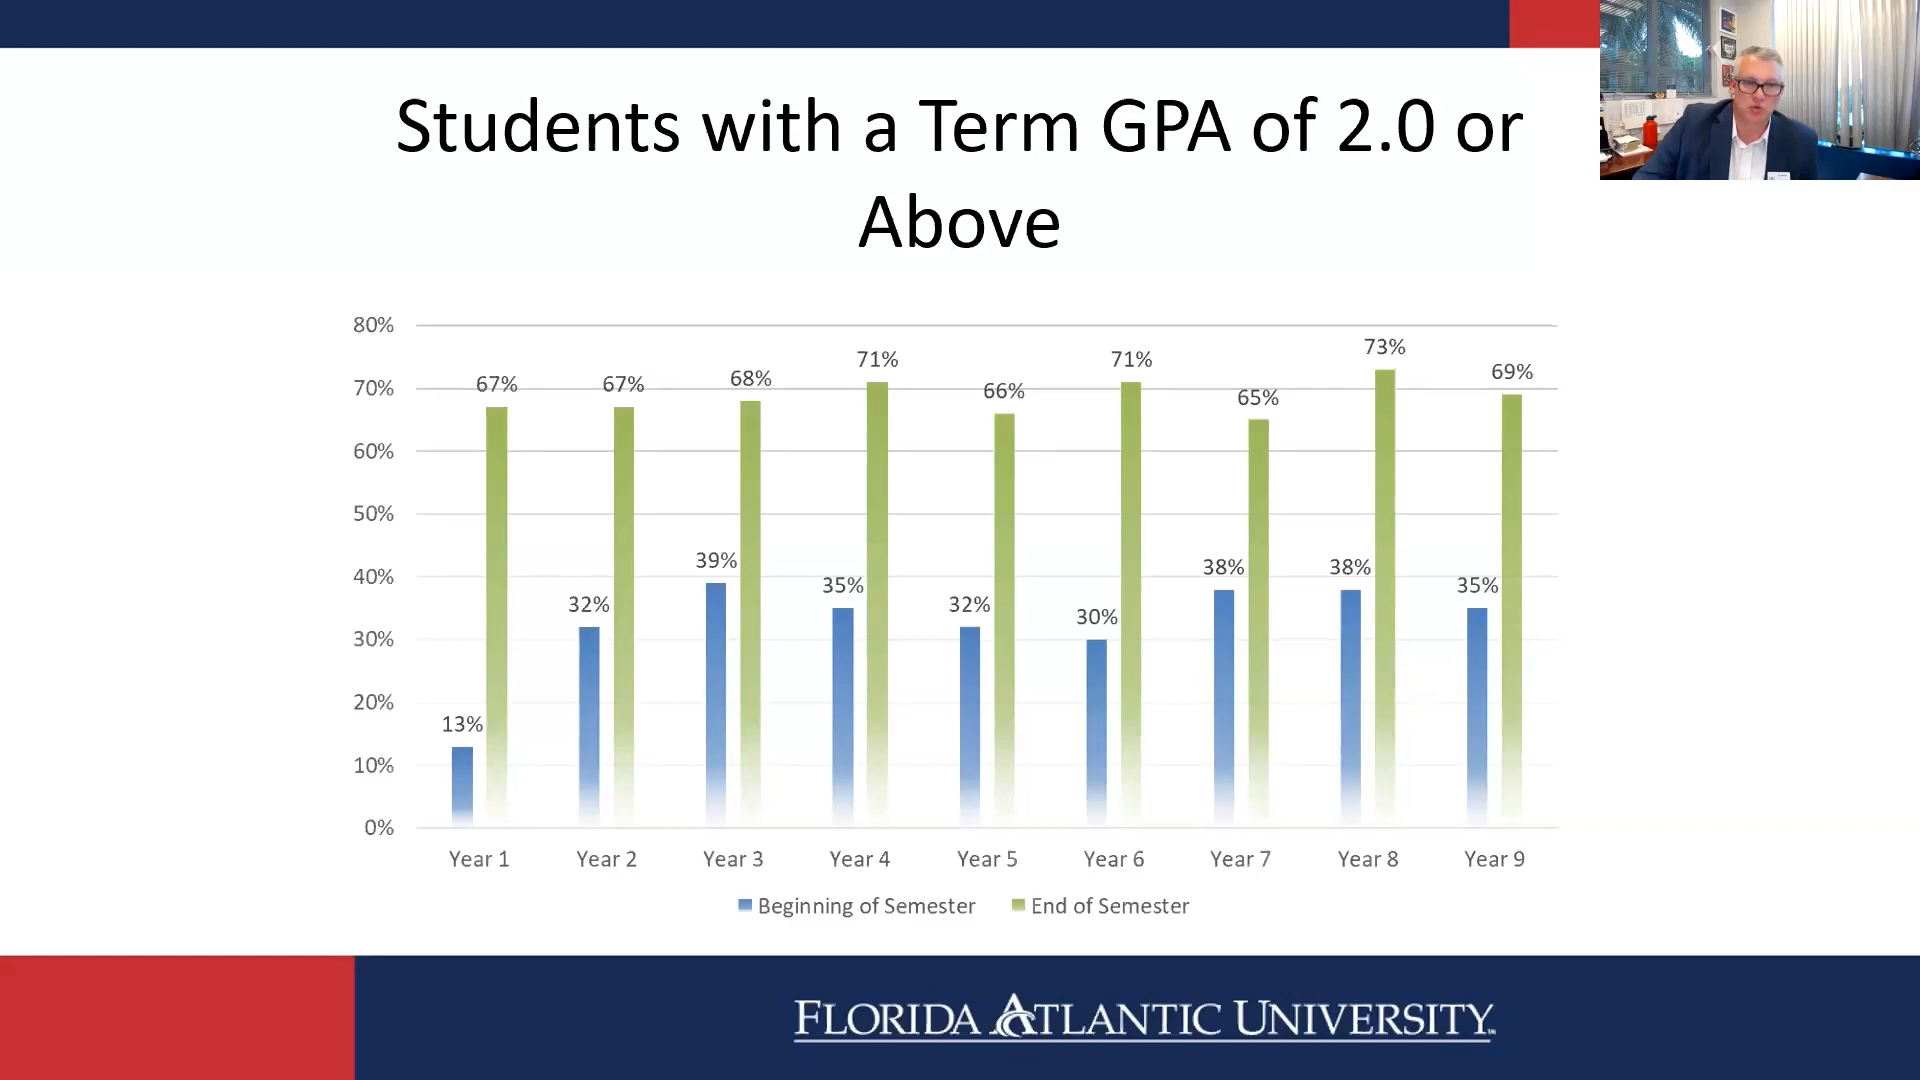 Students with a Term GPA of 2.0 or
Above
80%
70%
60%
50%
40%
30%
20%
10%
0%
13%
67%
32%
67%
39%
68%
35%
71%
32%
66%
30%
71%
38%
65%
38%
73%
35%
69%
Year 1
Year 2
Year 3
Year 4
Year 5
Year 6
Year 7
Year 8
Year 9
Beginning of Semester
End of Semester
FLORIDA ATLANTIC UNIVERSITY™